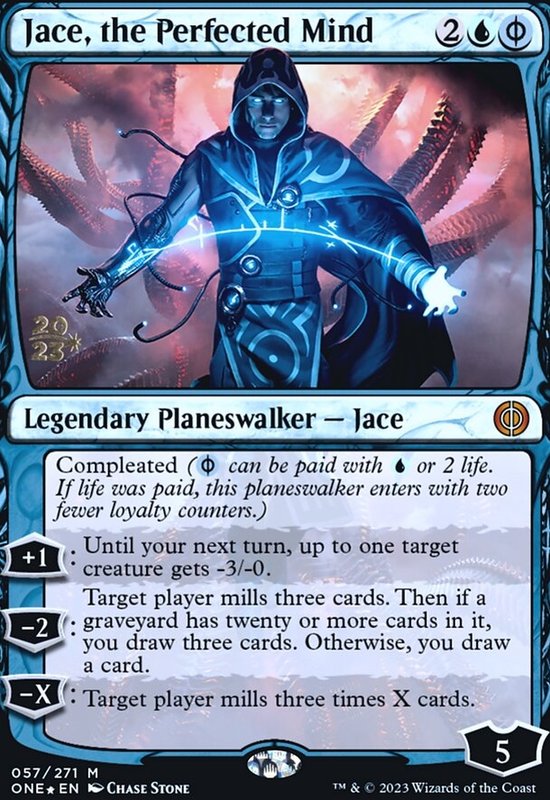 Jace, the Perfected Mind 2
20
23
Legendary Planeswalker — Jace
Compleated ( can be paid with or 2 life.
If life was paid, this planeswalker enters with two
fewer loyalty counters.)
+1 : Until your next turn, up to one target
creature gets -3/-0.
Target player mills three cards. Then if a
graveyard has twenty or more cards in it,
−2 : you draw three cards. Otherwise, you draw
a card.
−X : Target player mills three times X cards.
5
057/271 M
ONE★EN CHASE STONE
™ & © 2023 Wizards of the Coast